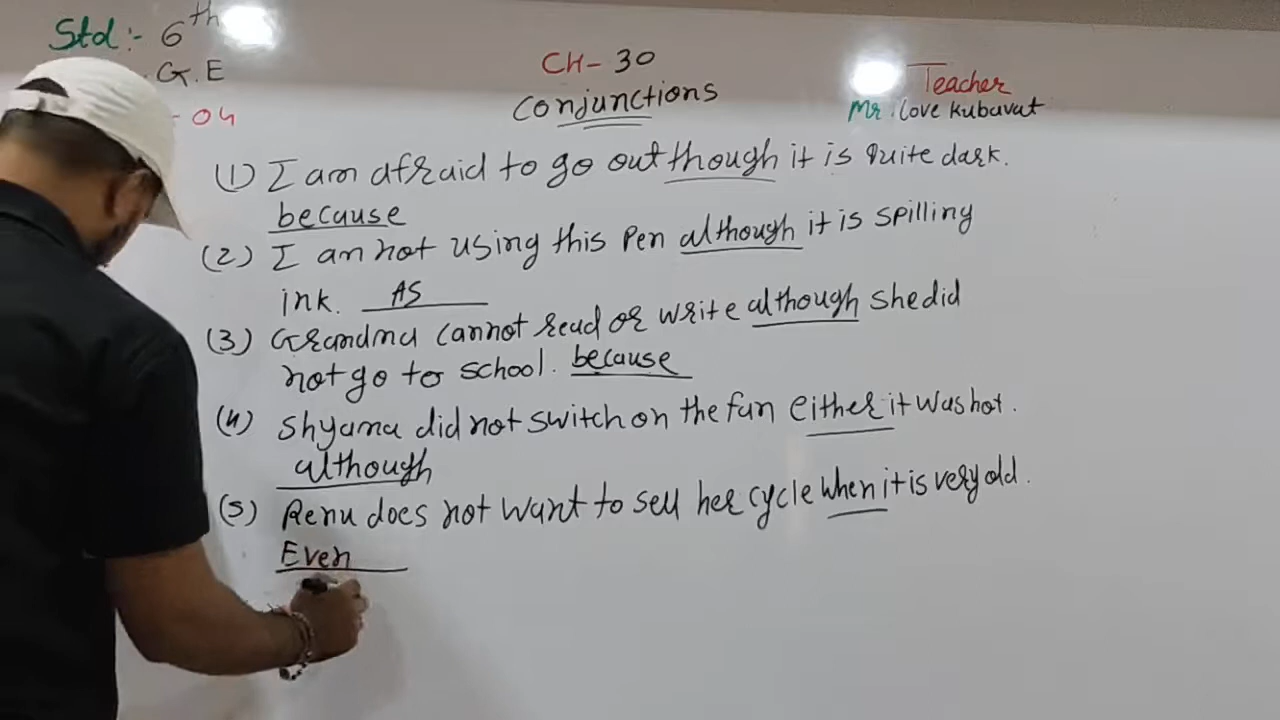 Std:- 6th
G.E
- 04
CH- 30
Conjunctions
Teacher
Mr. love Kubavat
(1) I am afraid to go out though it is quite dark.
because
(2) I am not using this Pen although it is spilling
ink. AS
(3) Grandma cannot read or write although she did
not go to school. because
(4) Shyama did not switch on the fan either it was hot.
although
(5) Renu does not want to sell her cycle when it is very old.
Even